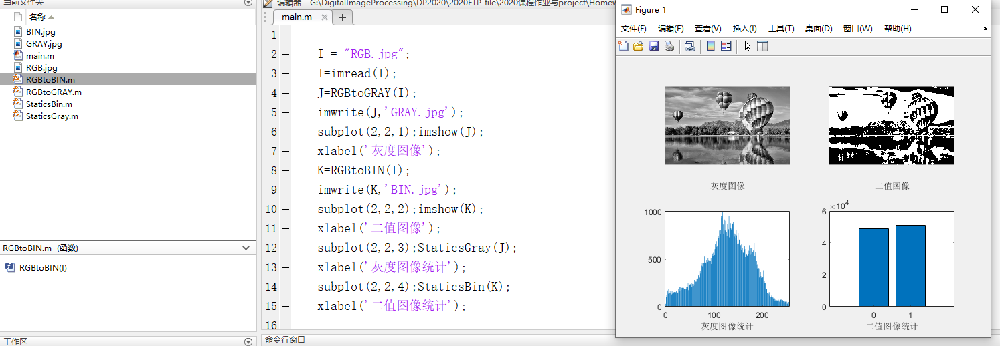 当前文件夹
名称
BIN.jpg
GRAY.jpg
main.m
RGB.jpg
RGBtoBIN.m
RGBtoGRAY.m
StaticsBin.m
StaticsGray.m
RGBtoBIN.m (函数)
RGBtoBIN(I)
工作区
编辑器 - G:\DigitalImageProcessing\DP2020\2020FTP_file\2020课程作业与project\Homew
main.m
1
2 I = "RGB.jpg";
3 I=imread(I);
4 J=RGBtoGRAY(I);
5 imwrite(J,'GRAY.jpg');
6 subplot(2,2,1);imshow(J);
7 xlabel('灰度图像');
8 K=RGBtoBIN(I);
9 imwrite(K,'BIN.jpg');
10 subplot(2,2,2);imshow(K);
11 xlabel('二值图像');
12 subplot(2,2,3);StaticsGray(J);
13 xlabel('灰度图像统计');
14 subplot(2,2,4);StaticsBin(K);
15 xlabel('二值图像统计');
16
命令行窗口
Figure 1
文件(F) 编辑(E) 查看(V) 插入(I) 工具(T) 桌面(D) 窗口(W) 帮助(H)
灰度图像
二值图像
1000
500
0
0 100 200
灰度图像统计
×10⁴
6
4
2
0
0 1
二值图像统计